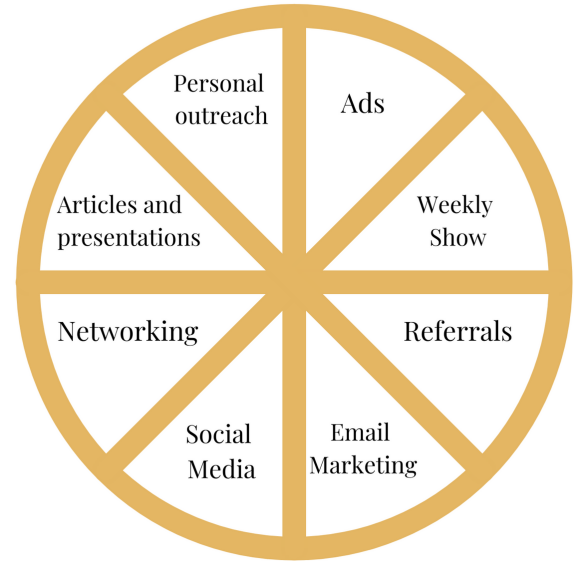 Personal
outreach
Ads
Weekly
Show
Referrals
Email
Marketing
Social
Media
Networking
Articles and
presentations